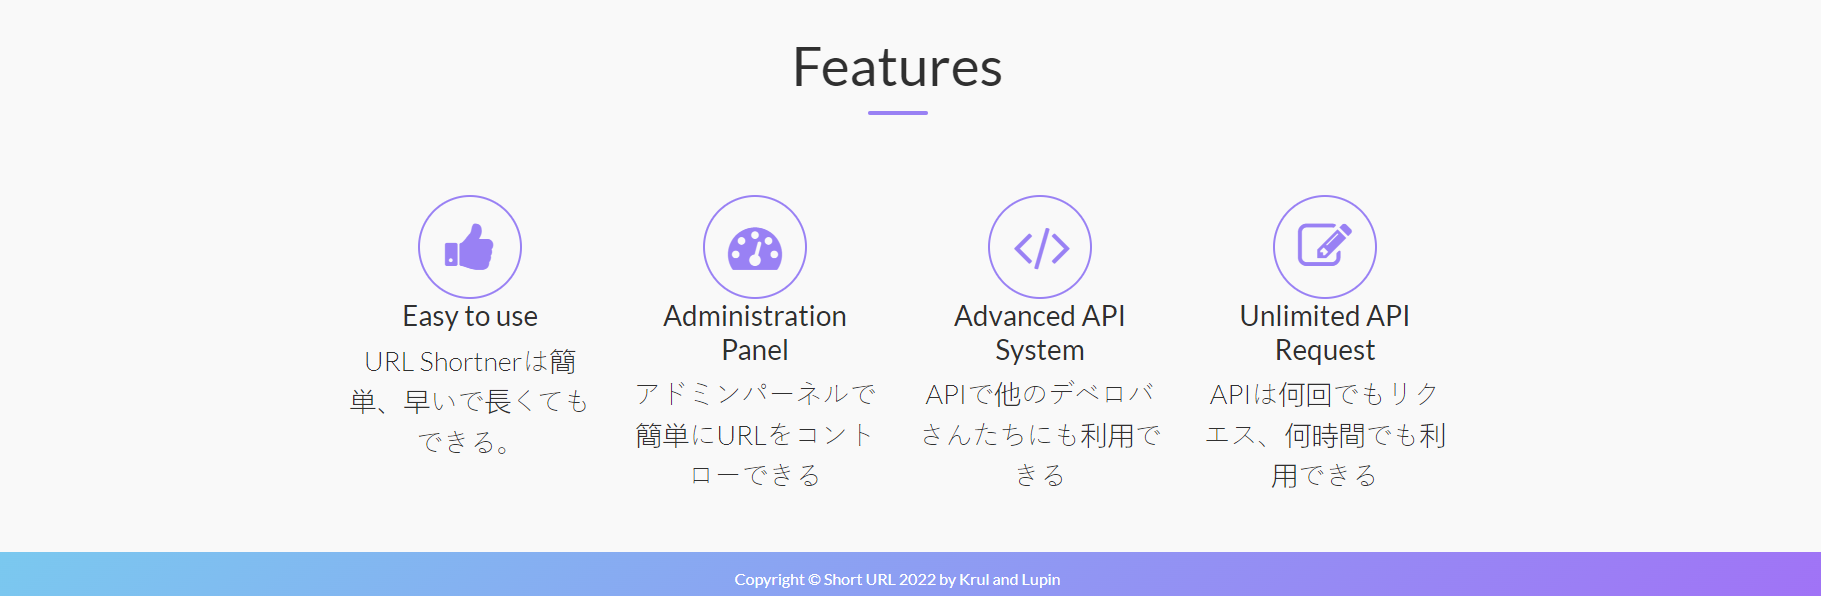 Features
Easy to use
URL Shortnerは簡
単、早いで長くても
できる。
Administration
Panel
アドミンパーネルで
簡単にURLをコント
ローできる
Advanced API
System
APIで他のデベロバ
さんたちにも利用で
きる
Unlimited API
Request
APIは何回でもリク
エス、何時間でも利
用できる
Copyright © Short URL 2022 by Krul and Lupin